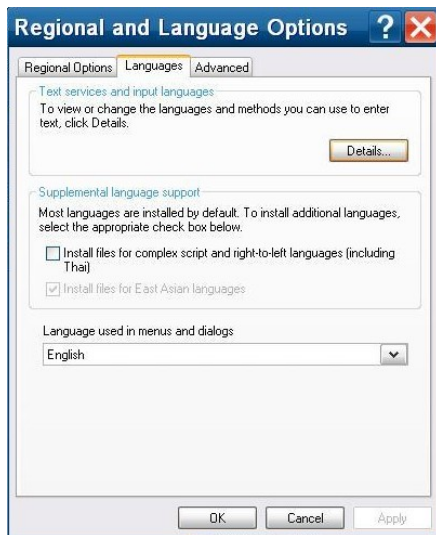 Regional and Language Options
Regional Options
Languages
Advanced
Text services and input languages
To view or change the languages and methods you can use to enter
text, click Details.
Details...
Supplemental language support
Most languages are installed by default. To install additional languages,
select the appropriate check box below.
Install files for complex script and right-to-left languages (including
Thai)
Install files for East Asian languages
Language used in menus and dialogs
English
OK
Cancel
Apply